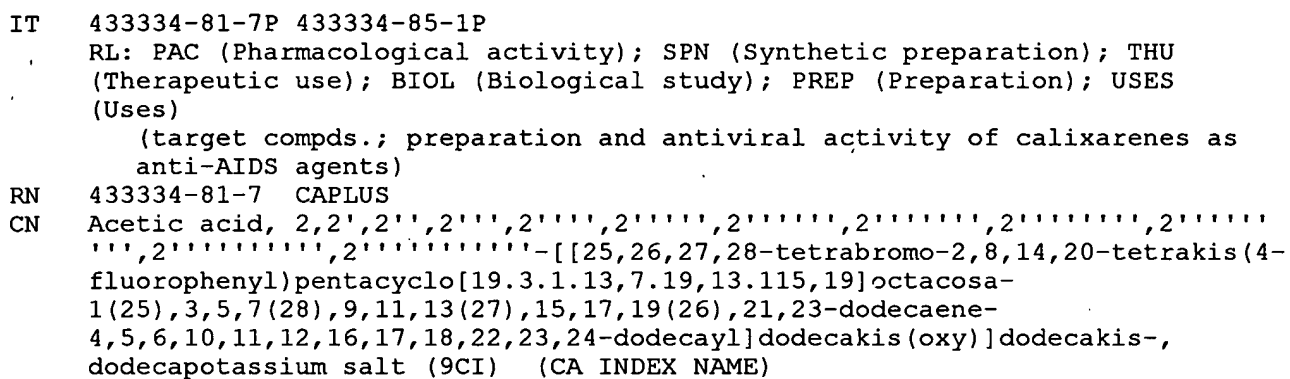 IT 433334-81-7P 433334-85-1P
RL: PAC (Pharmacological activity); SPN (Synthetic preparation); THU
(Therapeutic use); BIOL (Biological study); PREP (Preparation); USES
(Uses)
(target compds.; preparation and antiviral activity of calixarenes as
anti-AIDS agents)
RN 433334-81-7 CAPLUS
CN Acetic acid, 2,2',2'',2''',2'''',2''''',2'''''',2''''''',2'''''''',2''''''
''',2'''''''''',2'''''''''''-[[25,26,27,28-tetrabromo-2,8,14,20-tetrakis(4-
fluorophenyl)pentacyclo[19.3.1.13,7.19,13.115,19]octacosa-
1(25),3,5,7(28),9,11,13(27),15,17,19(26),21,23-dodecaene-
4,5,6,10,11,12,16,17,18,22,23,24-dodecayl]dodecakis(oxy)]dodecakis-,
dodecapotassium salt (9CI) (CA INDEX NAME)